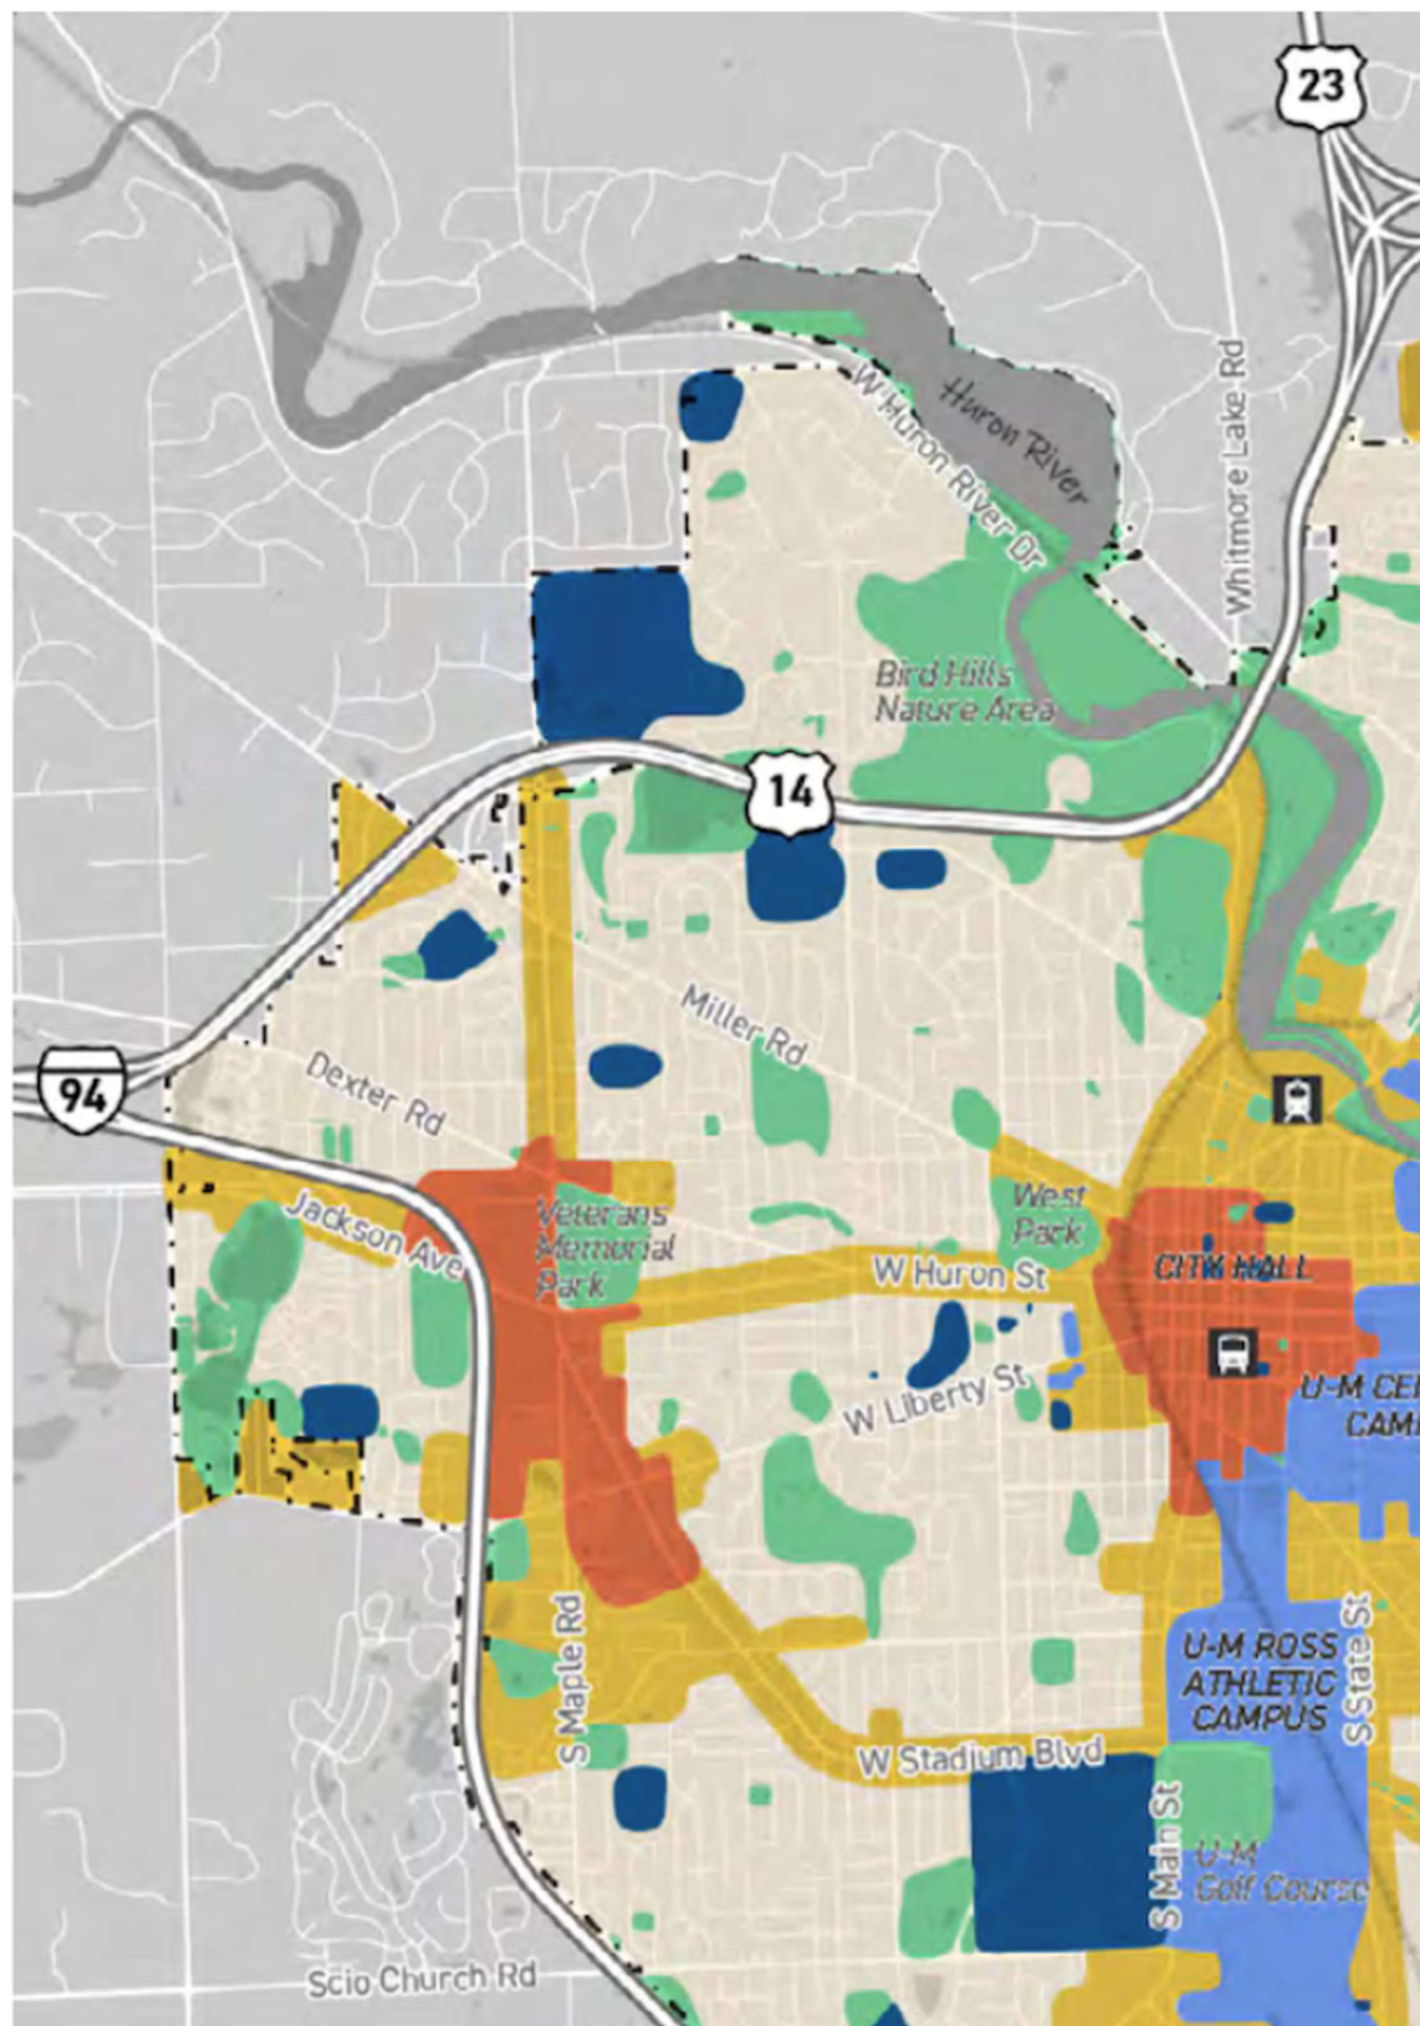 23
Whitmore Lake Rd
Huron River
W Huron River Dr
Bird Hills
Nature Area
14
Miller Rd
94
Dexter Rd
Jackson Ave
Veterans
Memorial
Park
West
Park
W Huron St
CITY HALL
W Liberty St
U-M CE
CAM
S Maple Rd
U-M ROSS
ATHLETIC
CAMPUS
S State St
W Stadium Blvd
S Main St
U-M
Golf Course
Scio Church Rd